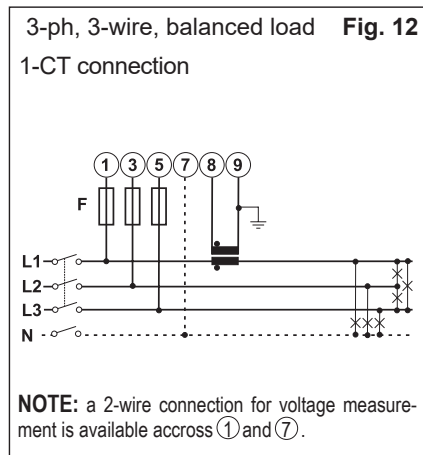 3-ph, 3-wire, balanced load Fig. 12
1-CT connection
1 3 5 7 8 9
F
L1
L2
L3
N
NOTE: a 2-wire connection for voltage measure-
ment is available accross 1 and 7 .